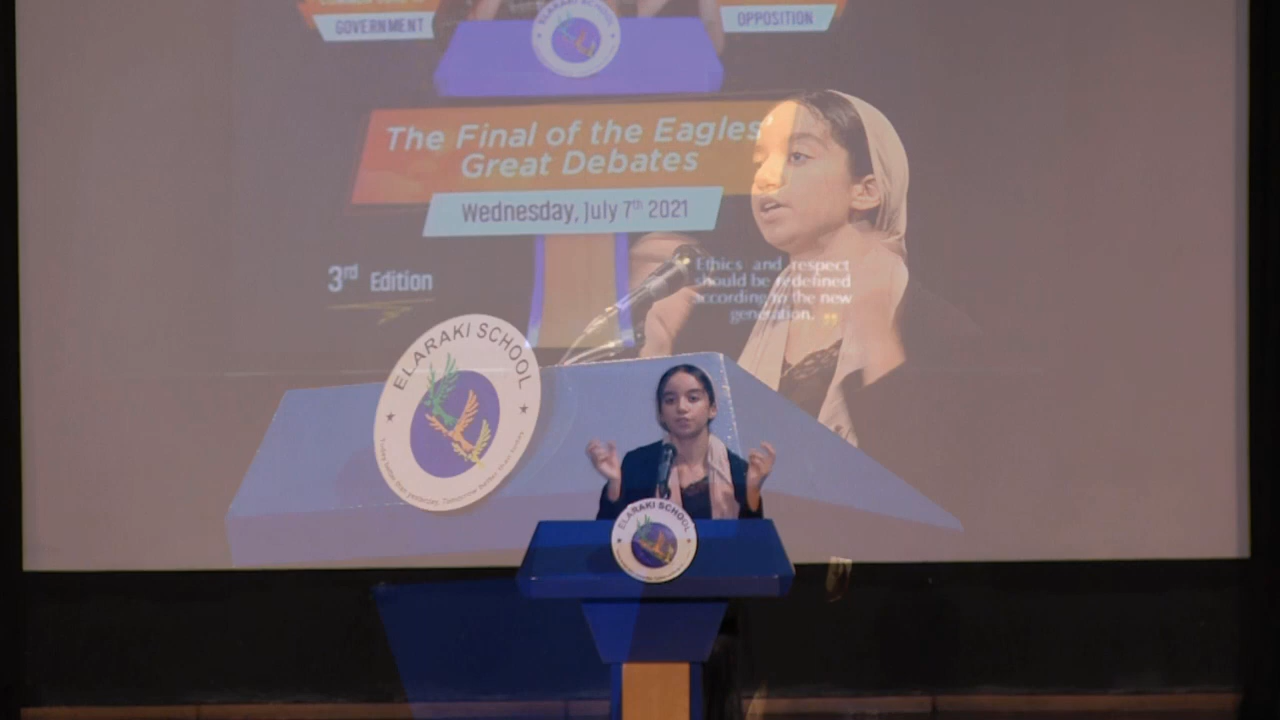 GOVERNMENT
OPPOSITION
The Final of the Eagles'
Great Debates
Wednesday, July 7th 2021
3rd Edition
Ethics and respect
should be redefined
according to the new
generation.
ELARAKI SCHOOL
ELARAKI SCHOOL